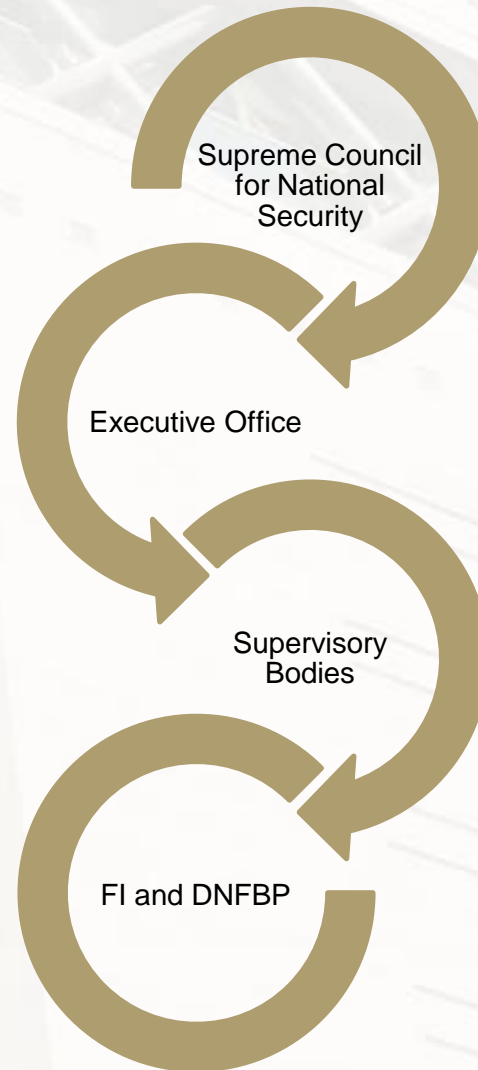 Supreme Council
for National
Security
Executive Office
Supervisory
Bodies
FI and DNFBP